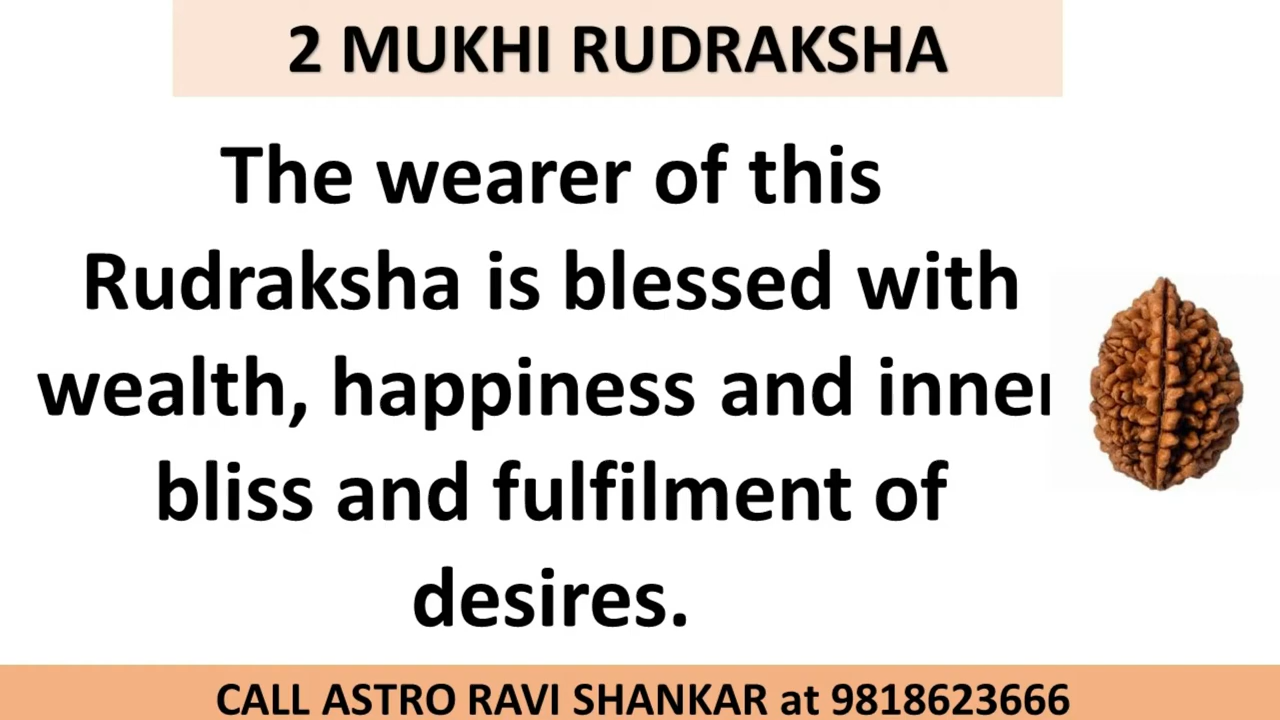 2 MUKHI RUDRAKSHA
The wearer of this
Rudraksha is blessed with
wealth, happiness and inner
bliss and fulfilment of
desires.
CALL ASTRO RAVI SHANKAR at 9818623666